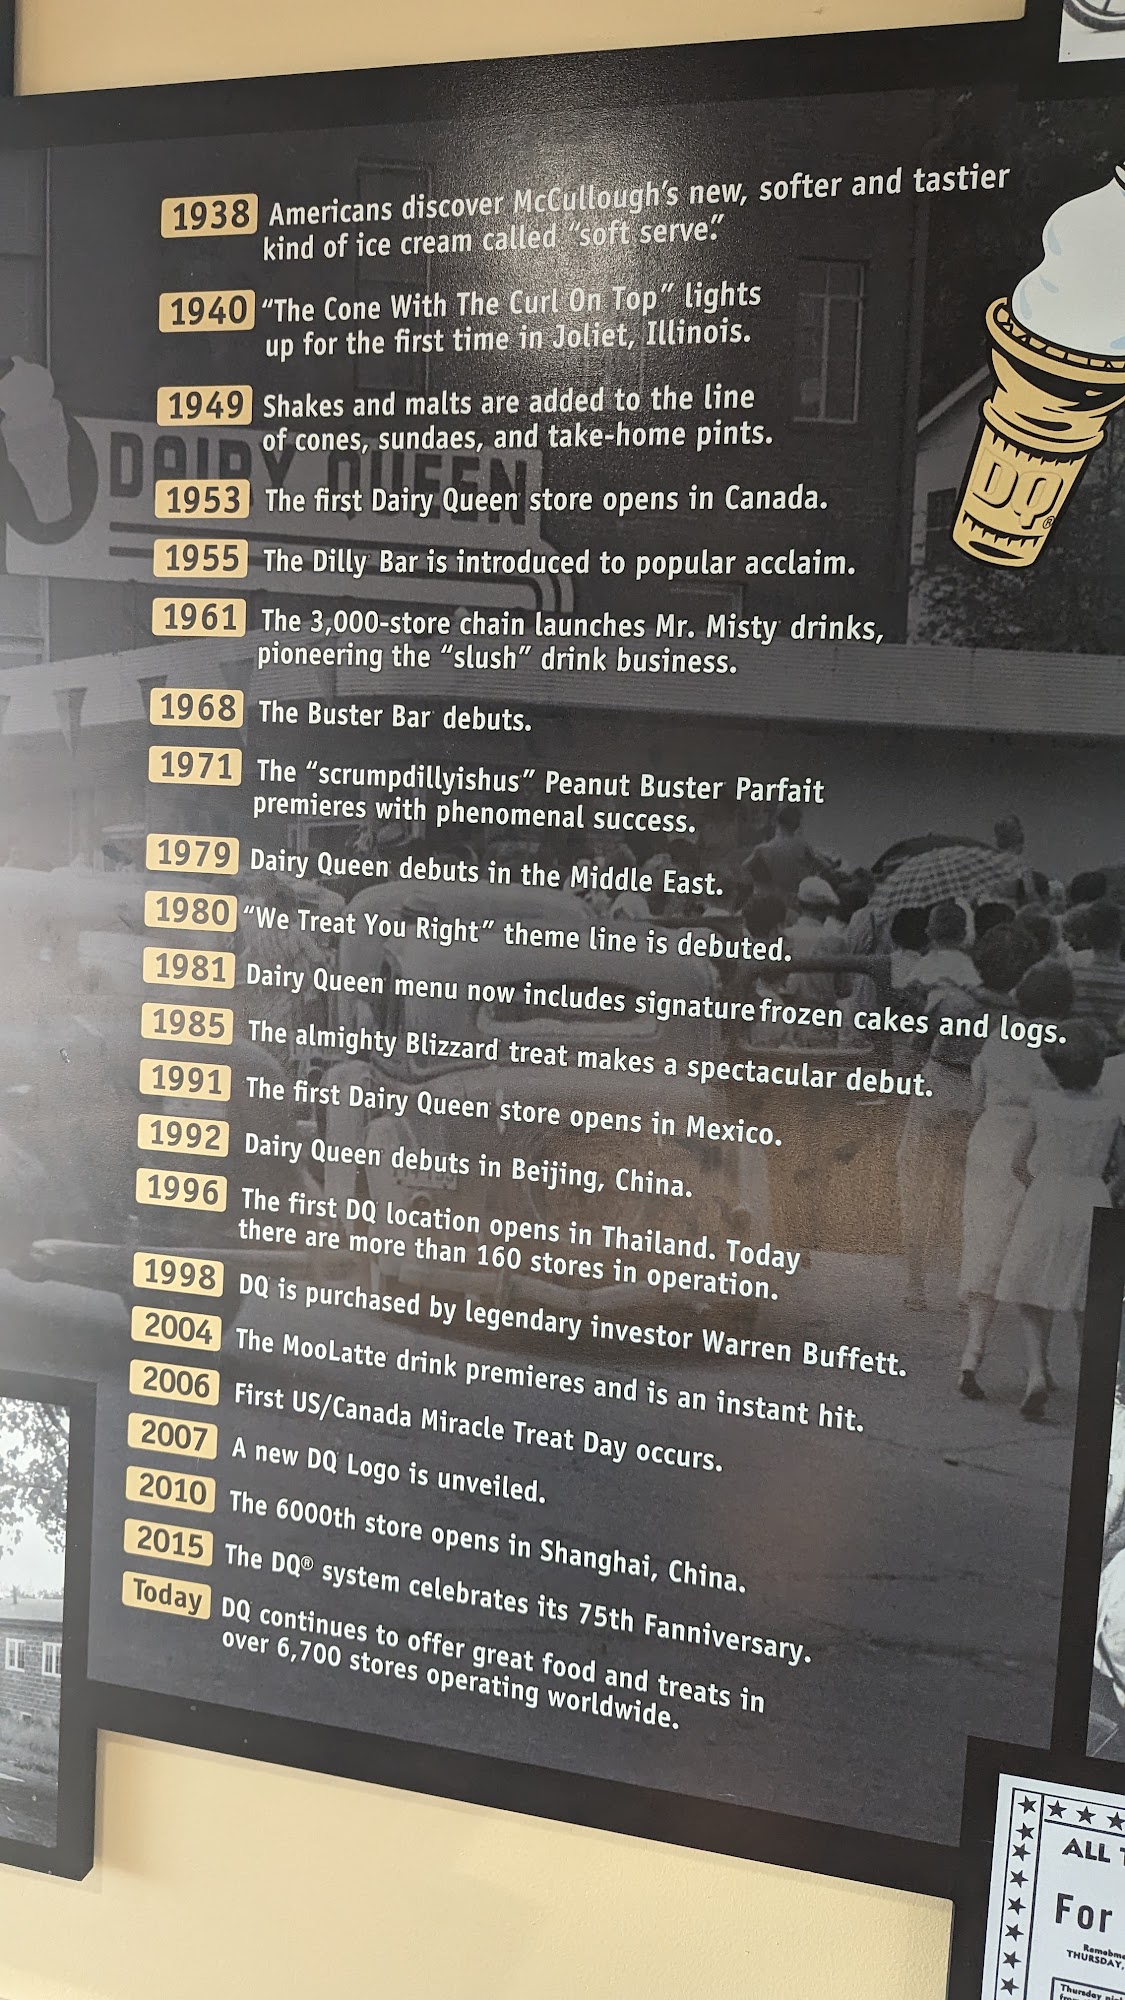 1938 Americans discover McCullough's new, softer and tastier
kind of ice cream called "soft serve."
1940 "The Cone With The Curl On Top" lights
up for the first time in Joliet, Illinois.
1949 Shakes and malts are added to the line
of cones, sundaes, and take-home pints.
DAIRY QUEEN
1953 The first Dairy Queen store opens in Canada.
1955 The Dilly Bar is introduced to popular acclaim.
1961 The 3,000-store chain launches Mr. Misty drinks,
pioneering the "slush" drink business.
1968 The Buster Bar debuts.
1971 The "scrumpdillyishus" Peanut Buster Parfait
premieres with phenomenal success.
1979 Dairy Queen debuts in the Middle East.
1980 "We Treat You Right" theme line is debuted.
1981 Dairy Queen menu now includes signature frozen cakes and logs.
1985 The almighty Blizzard treat makes a spectacular debut.
1991 The first Dairy Queen store opens in Mexico.
1992 Dairy Queen debuts in Beijing, China.
1996 The first DQ location opens in Thailand. Today
there are more than 160 stores in operation.
1998 DQ is purchased by legendary investor Warren Buffett.
2004 The MooLatte drink premieres and is an instant hit.
2006 First US/Canada Miracle Treat Day occurs.
2007 A new DQ Logo is unveiled.
2010 The 6000th store opens in Shanghai, China.
2015 The DQ® system celebrates its 75th Fanniversary.
Today DQ continues to offer great food and treats in
over 6,700 stores operating worldwide.
DQ®
ALL
For
THURSDAY,
Thursday